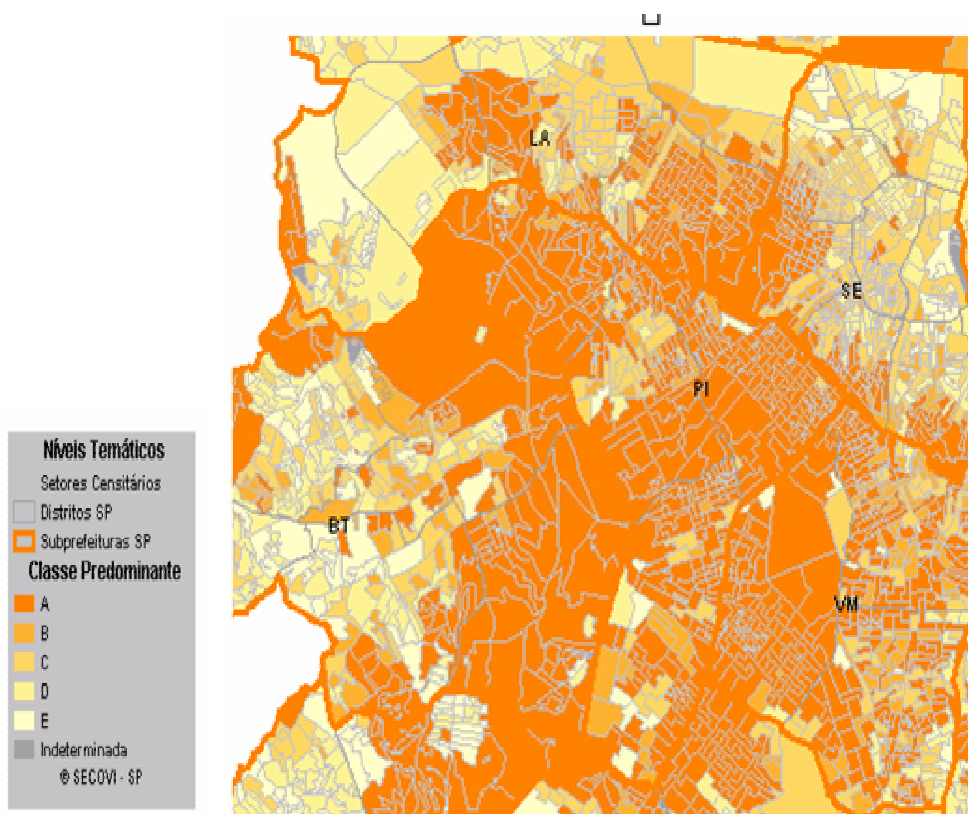 LA
SE
PI
BT
VM
Níveis Temáticos
Setores Censitários
Distritos SP
Subprefeituras SP
Classe Predominante
A
B
C
D
E
Indeterminada
© SECOVI - SP